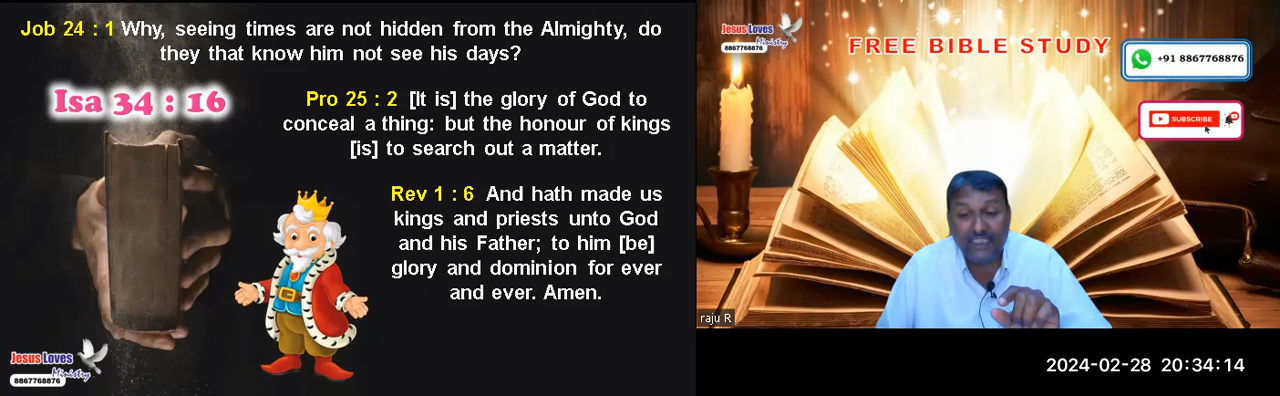 Job 24 : 1 Why, seeing times are not hidden from the Almighty, do
they that know him not see his days?
Isa 34 : 16
Pro 25 : 2 [It is] the glory of God to
conceal a thing: but the honour of kings
[is] to search out a matter.
Rev 1 : 6 And hath made us
kings and priests unto God
and his Father; to him [be]
glory and dominion for ever
and ever. Amen.
Jesus Loves
Ministry
8867768876
Jesus Loves
Ministry
8867768876
FREE BIBLE STUDY
+91 8867768876
SUBSCRIBE
raju R
2024-02-28 20:34:14